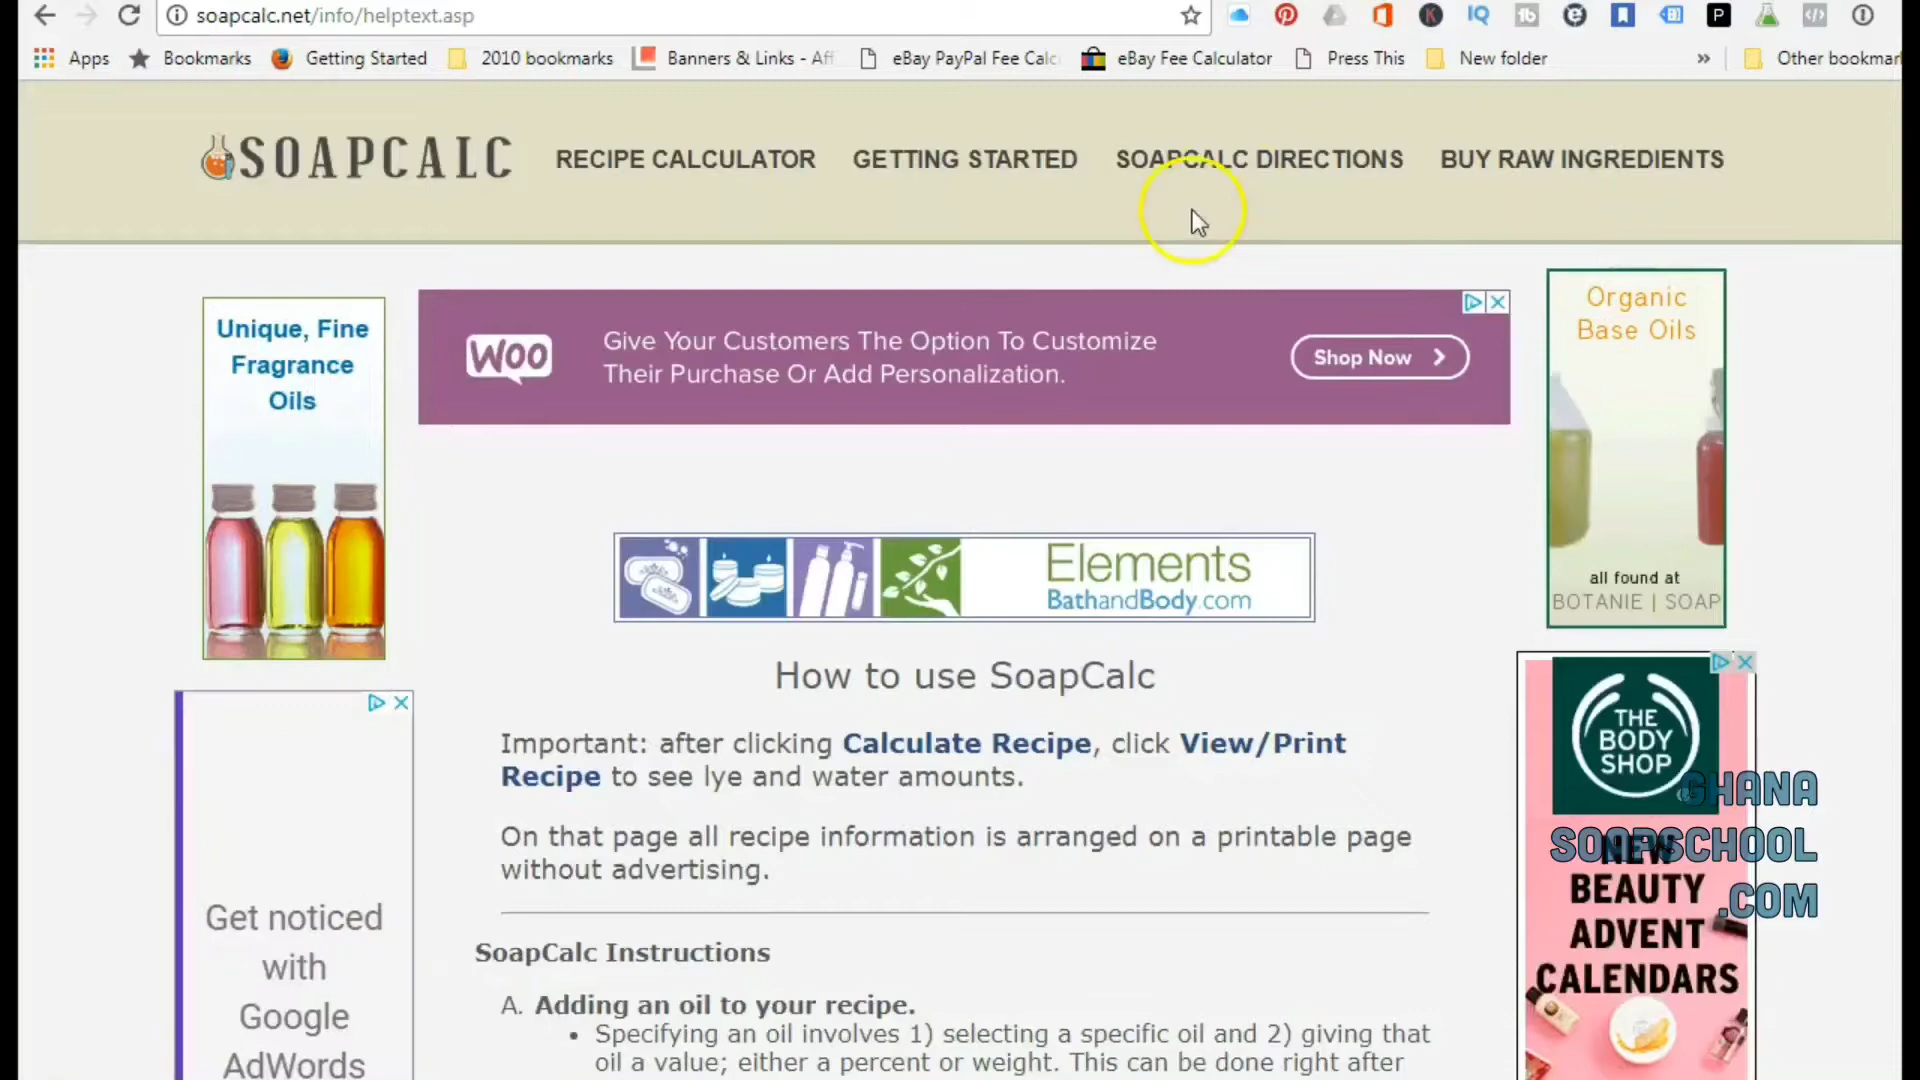 soapcalc.net/info/helptext.asp
Apps Bookmarks Getting Started 2010 bookmarks Banners & Links - Aff eBay PayPal Fee Calc eBay Fee Calculator Press This New folder » Other bookmar
SOAPCALC RECIPE CALCULATOR GETTING STARTED SOAPCALC DIRECTIONS BUY RAW INGREDIENTS
Unique, Fine
Fragrance
Oils
WOO
Give Your Customers The Option To Customize
Their Purchase Or Add Personalization.
Shop Now
Organic
Base Oils
all found at
BOTANIE | SOAP
Elements
BathandBody.com
How to use SoapCalc
Important: after clicking Calculate Recipe, click View/Print
Recipe to see lye and water amounts.
On that page all recipe information is arranged on a printable page
without advertising.
SoapCalc Instructions
A. Adding an oil to your recipe.
• Specifying an oil involves 1) selecting a specific oil and 2) giving that
oil a value; either a percent or weight. This can be done right after
Get noticed
with
Google
AdWords
THE
BODY
SHOP
NEW
BEAUTY
ADVENT
CALENDARS
GHANA
SOAPSCHOOL
.COM